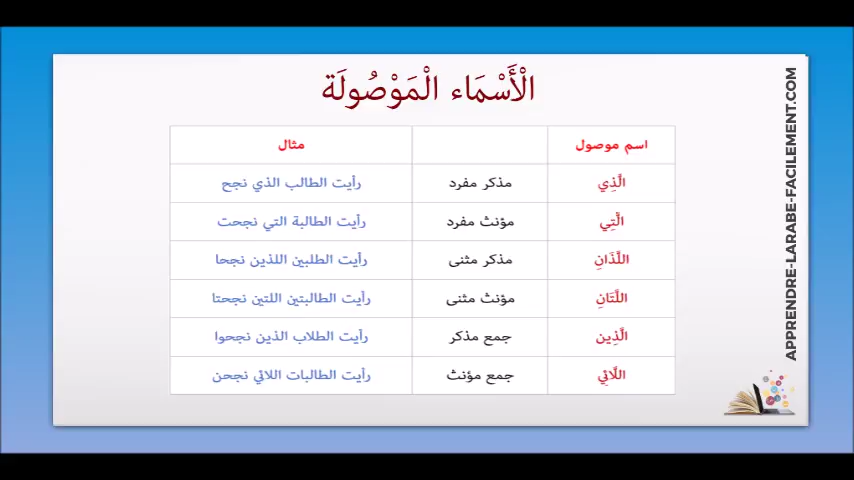 الْأَسْمَاء الْمَوْصُولَة
اسم موصول مثال
الَّذِي مذكر مفرد رأيت الطالب الذي نجح
الَّتِي مؤنث مفرد رأيت الطالبة التي نجحت
اللَّذَانِ مذكر مثنى رأيت الطلبين اللذين نجحا
اللَّتَانِ مؤنث مثنى رأيت الطالبتين اللتين نجحتا
الَّذِين جمع مذكر رأيت الطلاب الذين نجحوا
اللَّائِي جمع مؤنث رأيت الطالبات اللائي نجحن
APPRENDRE-LARABE-FACILEMENT.COM